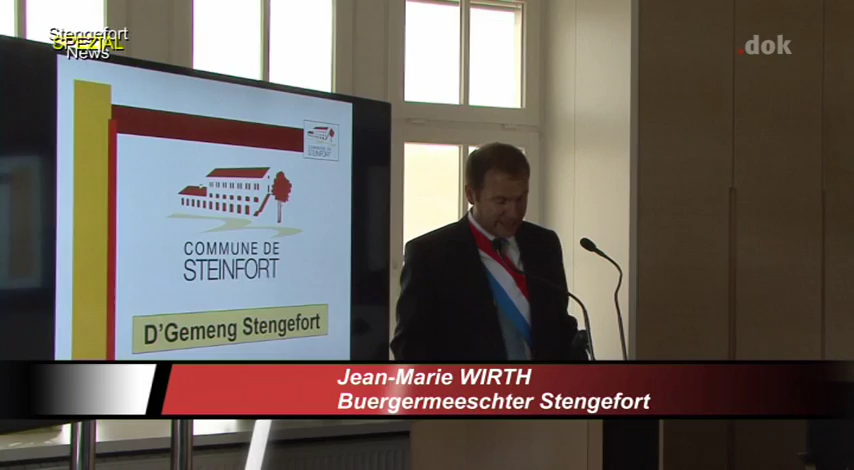 Stengefort
SPEZIAL
News
.dok
COMMUNE DE
STEINFORT
COMMUNE DE
STEINFORT
D'Gemeng Stengefort
Jean-Marie WIRTH
Buergermeeschter Stengefort